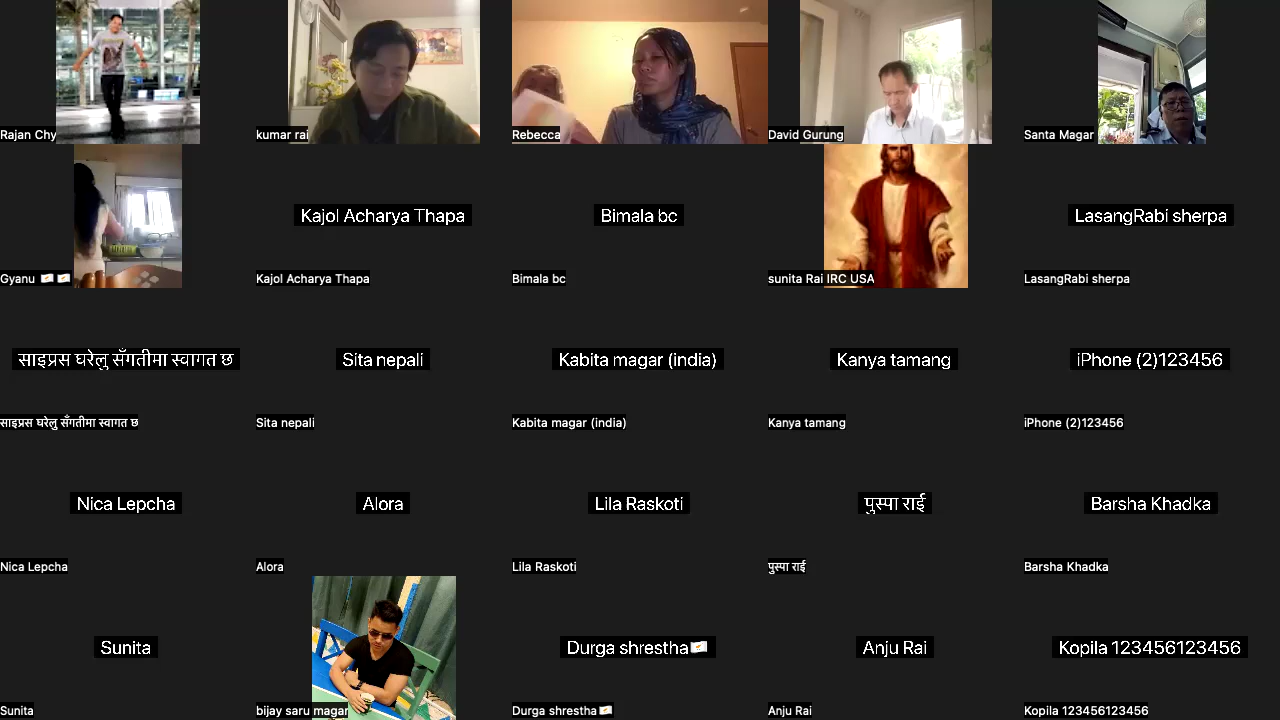 Rajan Chy
kumar rai
Rebecca
David Gurung
Santa Magar
Gyanu 🇨🇾 🇨🇾
Kajol Acharya Thapa
Kajol Acharya Thapa
Bimala bc
Bimala bc
sunita Rai IRC USA
LasangRabi sherpa
LasangRabi sherpa
साइप्रस घरेलु सँगतीमा स्वागत छ
साइप्रस घरेलु सँगतीमा स्वागत छ
Sita nepali
Sita nepali
Kabita magar (india)
Kabita magar (india)
Kanya tamang
Kanya tamang
iPhone (2)123456
iPhone (2)123456
Nica Lepcha
Nica Lepcha
Alora
Alora
Lila Raskoti
Lila Raskoti
पुस्पा राई
पुस्पा राई
Barsha Khadka
Barsha Khadka
Sunita
Sunita
bijay saru magar
Durga shrestha🇨🇾
Durga shrestha🇨🇾
Anju Rai
Anju Rai
Kopila 123456123456
Kopila 123456123456